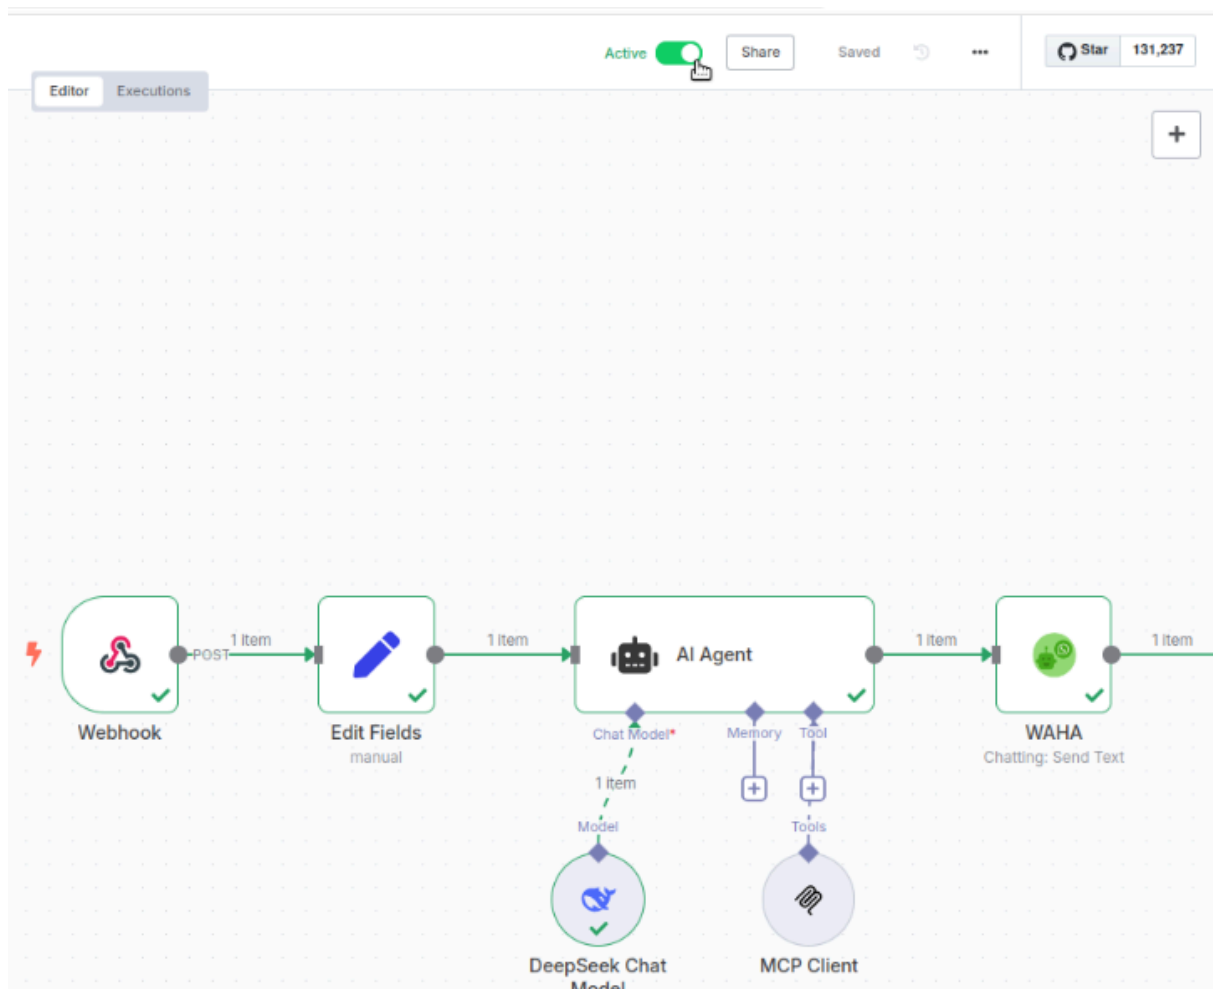 Active
Share
Saved
•••
Star
131,237
Editor
Executions
+
POST
1 item
1 item
1 item
1 item
AI Agent
Webhook
Edit Fields
manual
Chat Model*
Memory
Tool
WAHA
Chatting: Send Text
1 item
+
+
Model
Tools
DeepSeek Chat
Model
MCP Client